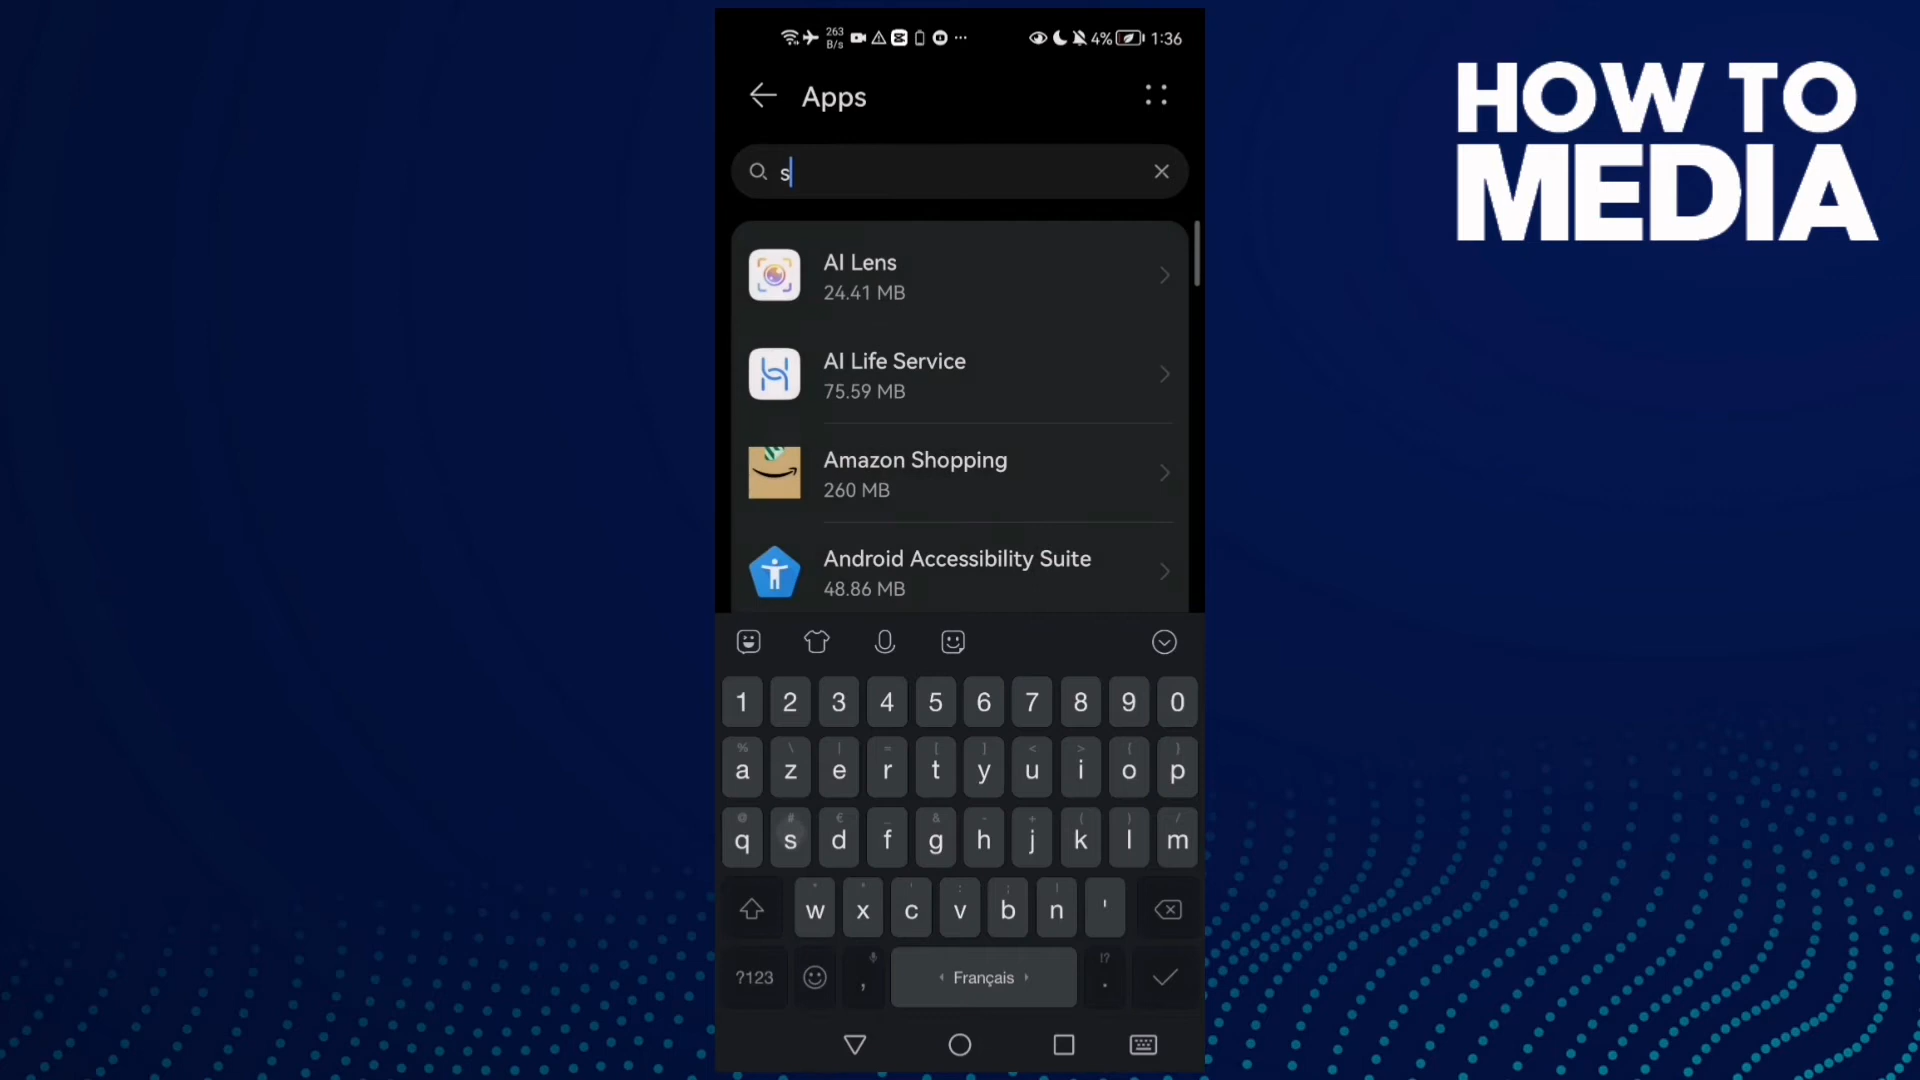 263
B/s
4%
1:36
Apps
s
AI Lens
24.41 MB
AI Life Service
75.59 MB
Amazon Shopping
260 MB
Android Accessibility Suite
48.86 MB
1 2 3 4 5 6 7 8 9 0
% \ | = [ ] < > { }
a z e r t y u i o p
@ # € _ & - + ( ) /
q s d f g h j k l m
w x c v b n '
?123 , Français !? .
HOW TO
MEDIA